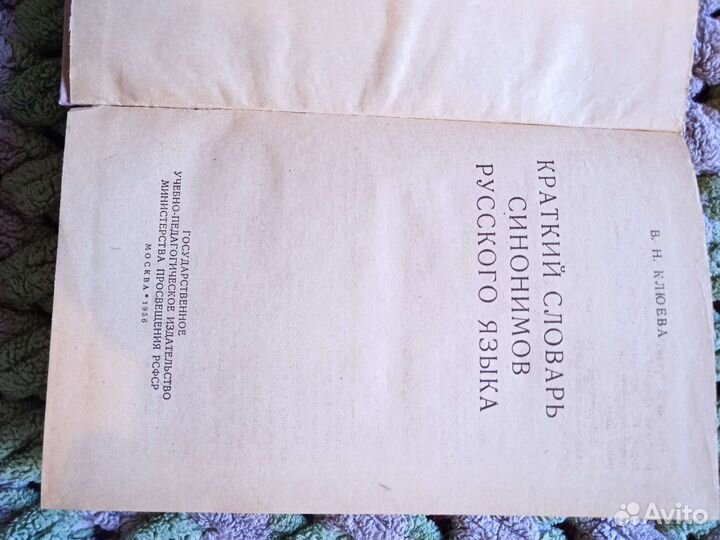 В. Н. КЛЮЕВА
КРАТКИЙ СЛОВАРЬ
СИНОНИМОВ
РУССКОГО ЯЗЫКА
ГОСУДАРСТВЕННОЕ
УЧЕБНО-ПЕДАГОГИЧЕСКОЕ ИЗДАТЕЛЬСТВО
МИНИСТЕРСТВА ПРОСВЕЩЕНИЯ РСФСР
МОСКВА • 1956
Avito